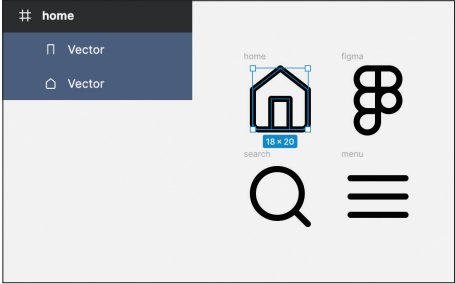 home
Vector
Vector
home
figma
18 × 20
search
menu